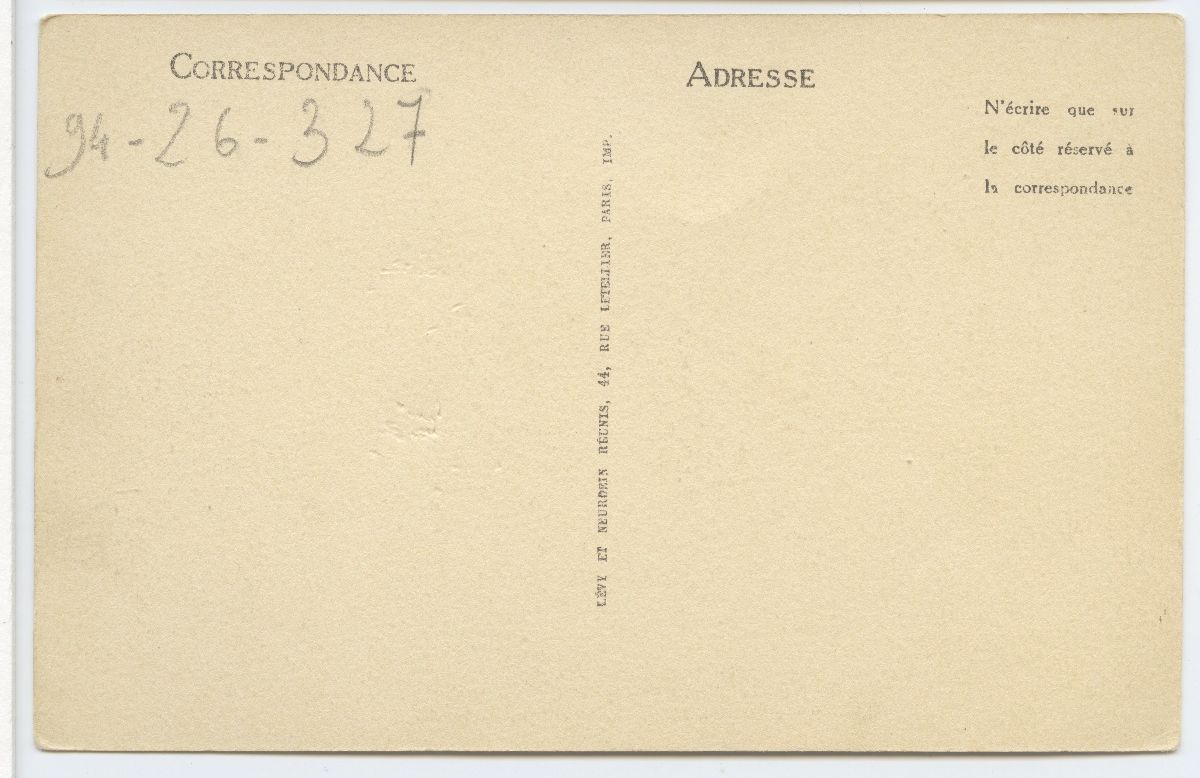 CORRESPONDANCE
94-26-327
ADRESSE
N'écrire que sur
le côté réservé à
la correspondance
LÉVY ET NEURDEIN RÉUNIS, 44, RUE LETELLIER, PARIS, IMP.